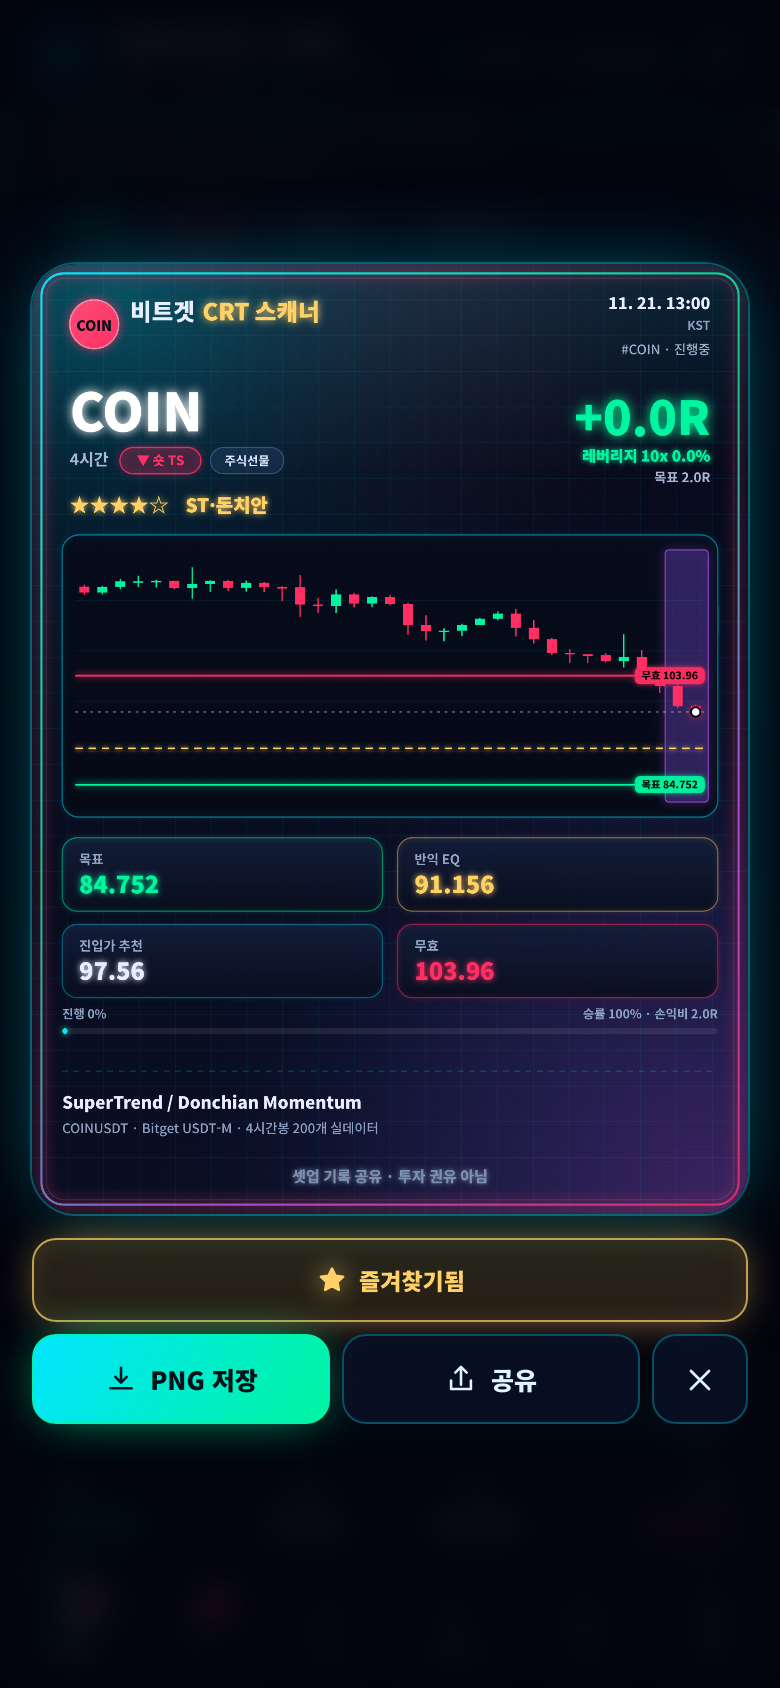 COIN
비트겟 CRT 스캐너
11. 21. 13:00
KST
#COIN · 진행중
COIN
+0.0R
4시간 ▼ 숏 TS 주식선물
레버리지 10x 0.0%
목표 2.0R
★★★★☆ ST·돈치안
무효 103.96
목표 84.752
목표
84.752
반익 EQ
91.156
진입가 추천
97.56
무효
103.96
진행 0%
승률 100% · 손익비 2.0R
SuperTrend / Donchian Momentum
COINUSDT · Bitget USDT-M · 4시간봉 200개 실데이터
셋업 기록 공유 · 투자 권유 아님
★ 즐겨찾기됨
PNG 저장
공유